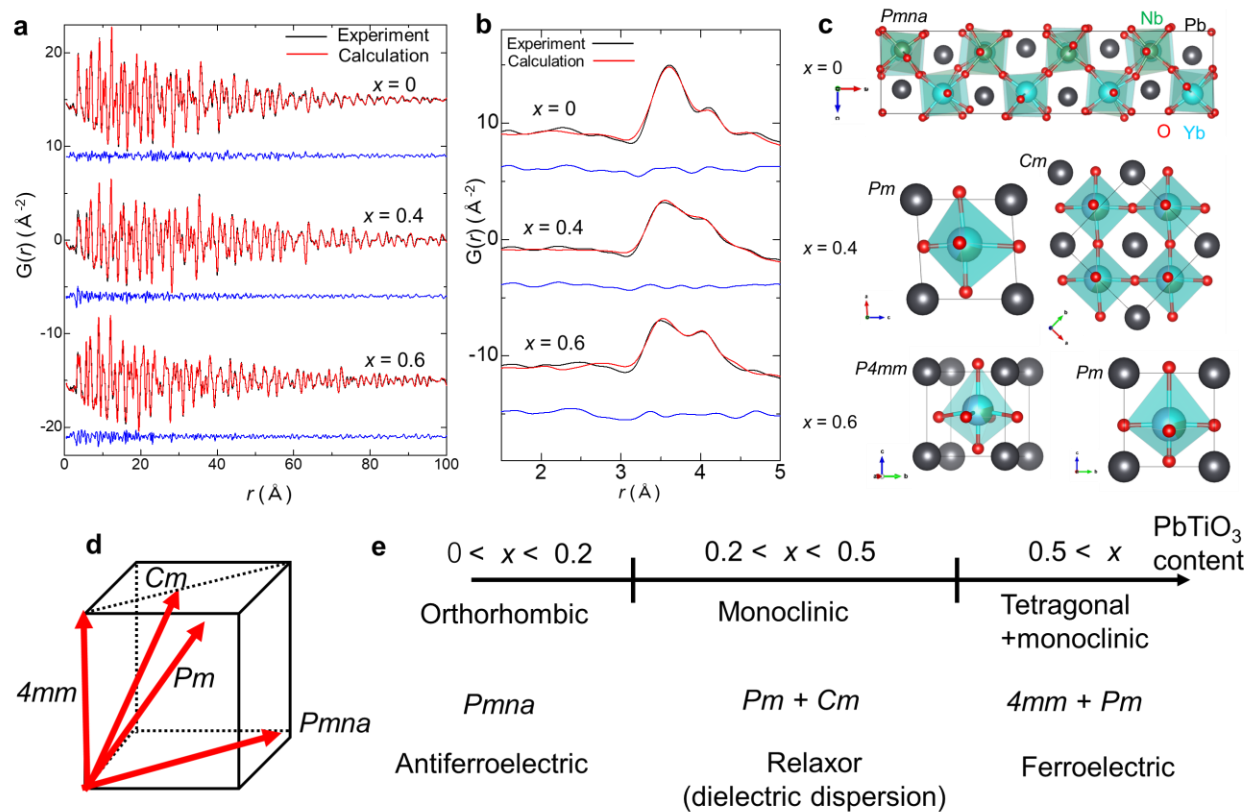 a
Experiment
Calculation
x = 0
x = 0.4
x = 0.6
G(r) (Å⁻²)
20
10
0
-10
-20
0 20 40 60 80 100
r (Å)
b
Experiment
Calculation
x = 0
x = 0.4
x = 0.6
G(r) (Å⁻²)
10
0
-10
2 3 4 5
r (Å)
c
Pmna
Nb
Pb
x = 0
O
Yb
Pm
Cm
x = 0.4
P4mm
Pm
x = 0.6
d
Cm
4mm
Pm
Pmna
e
0 < x < 0.2
0.2 < x < 0.5
0.5 < x
PbTiO₃
content
Orthorhombic
Monoclinic
Tetragonal
+monoclinic
Pmna
Pm + Cm
4mm + Pm
Antiferroelectric
Relaxor
(dielectric dispersion)
Ferroelectric